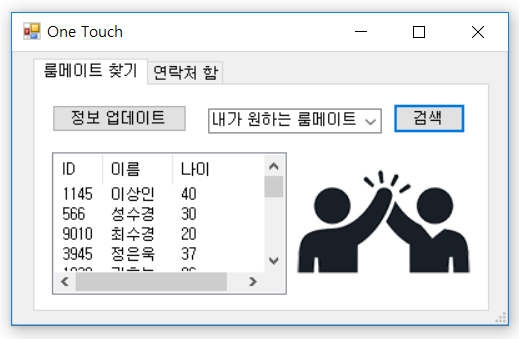 One Touch
룸메이트 찾기 연락처 함
정보 업데이트 내가 원하는 룸메이트 검색
ID 이름 나이
1145 이상인 40
566 성수경 30
9010 최수경 20
3945 정은욱 37